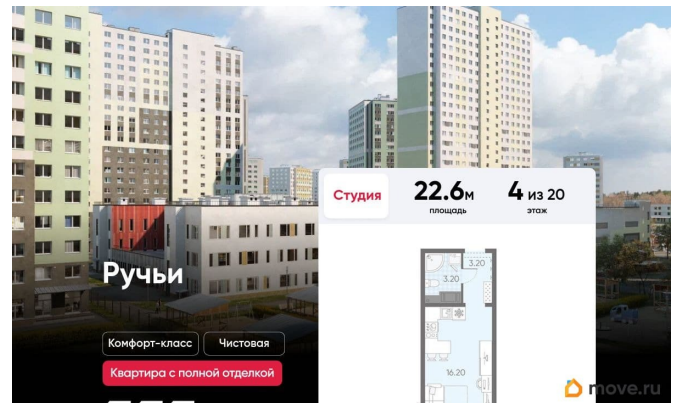 Студия
22.6м
площадь
4 из 20
этаж
3.20
3.20
16.20
Ручьи
Комфорт-класс
Чистовая
Квартира с полной отделкой
move.ru